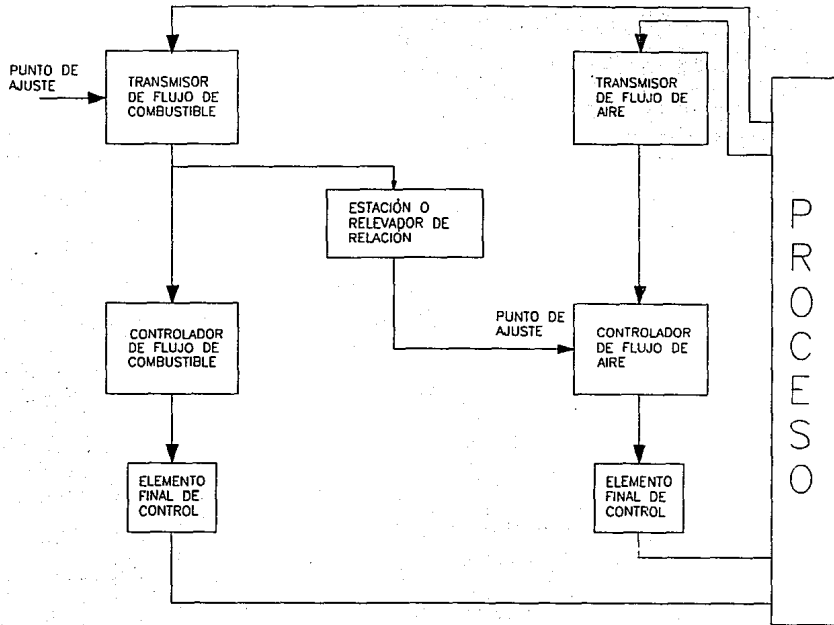 PUNTO DE
AJUSTE
TRANSMISOR
DE FLUJO DE
COMBUSTIBLE
TRANSMISOR
DE FLUJO DE
AIRE
ESTACIÓN O
RELEVADOR DE
RELACIÓN
CONTROLADOR
DE FLUJO DE
COMBUSTIBLE
PUNTO DE
AJUSTE
CONTROLADOR
DE FLUJO DE
AIRE
ELEMENTO
FINAL DE
CONTROL
ELEMENTO
FINAL DE
CONTROL
PROCESO